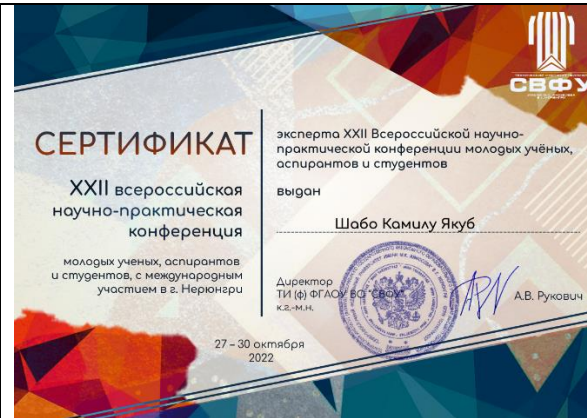 СВФУ
СЕРТИФИКАТ
XXII всероссийская
научно-практическая
конференция
молодых ученых, аспирантов
и студентов, с международным
участием в г. Нерюнгри
27 – 30 октября
2022
эксперта XXII Всероссийской научно-
практической конференции молодых учёных,
аспирантов и студентов
выдан
Шабо Камилу Якуб
Директор
ТИ (ф) ФГАОУ ВО "СВФУ"
к.г.-м.н.
А.В. Рукович